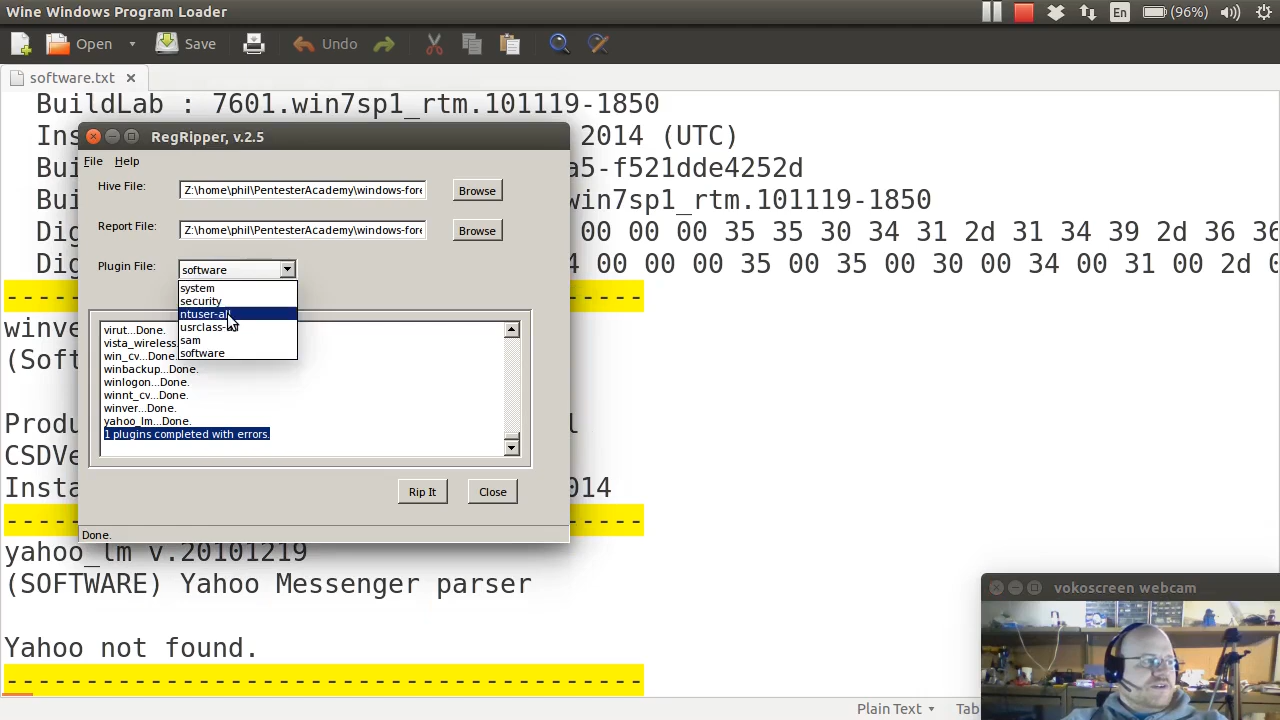 Wine Windows Program Loader
En (96%)
Open Save Undo
software.txt
BuildLab : 7601.win7sp1_rtm.101119-1850
Ins 2014 (UTC)
Bui a5-f521dde4252d
Bui win7sp1_rtm.101119-1850
Dig 00 00 00 35 35 30 34 31 2d 31 34 39 2d 36 36
Dig 4 00 00 00 35 00 35 00 30 00 34 00 31 00 2d 0
------
winve
(Soft
Produ l
CSDVe
Insta 014
------
yahoo_lm v.20101219
(SOFTWARE) Yahoo Messenger parser
Yahoo not found.
----------------------------------------
Plain Text Tab
RegRipper, v.2.5
File Help
Hive File: Z:\home\phil\PentesterAcademy\windows-fore Browse
Report File: Z:\home\phil\PentesterAcademy\windows-fore Browse
Plugin File: software
system
security
ntuser-all
usrclass-all
sam
software
virut...Done.
vista_wireless
win_cv...Done.
winbackup...Done.
winlogon...Done.
winnt_cv...Done.
winver...Done.
yahoo_lm...Done.
1 plugins completed with errors.
Rip It Close
Done.
vokoscreen webcam